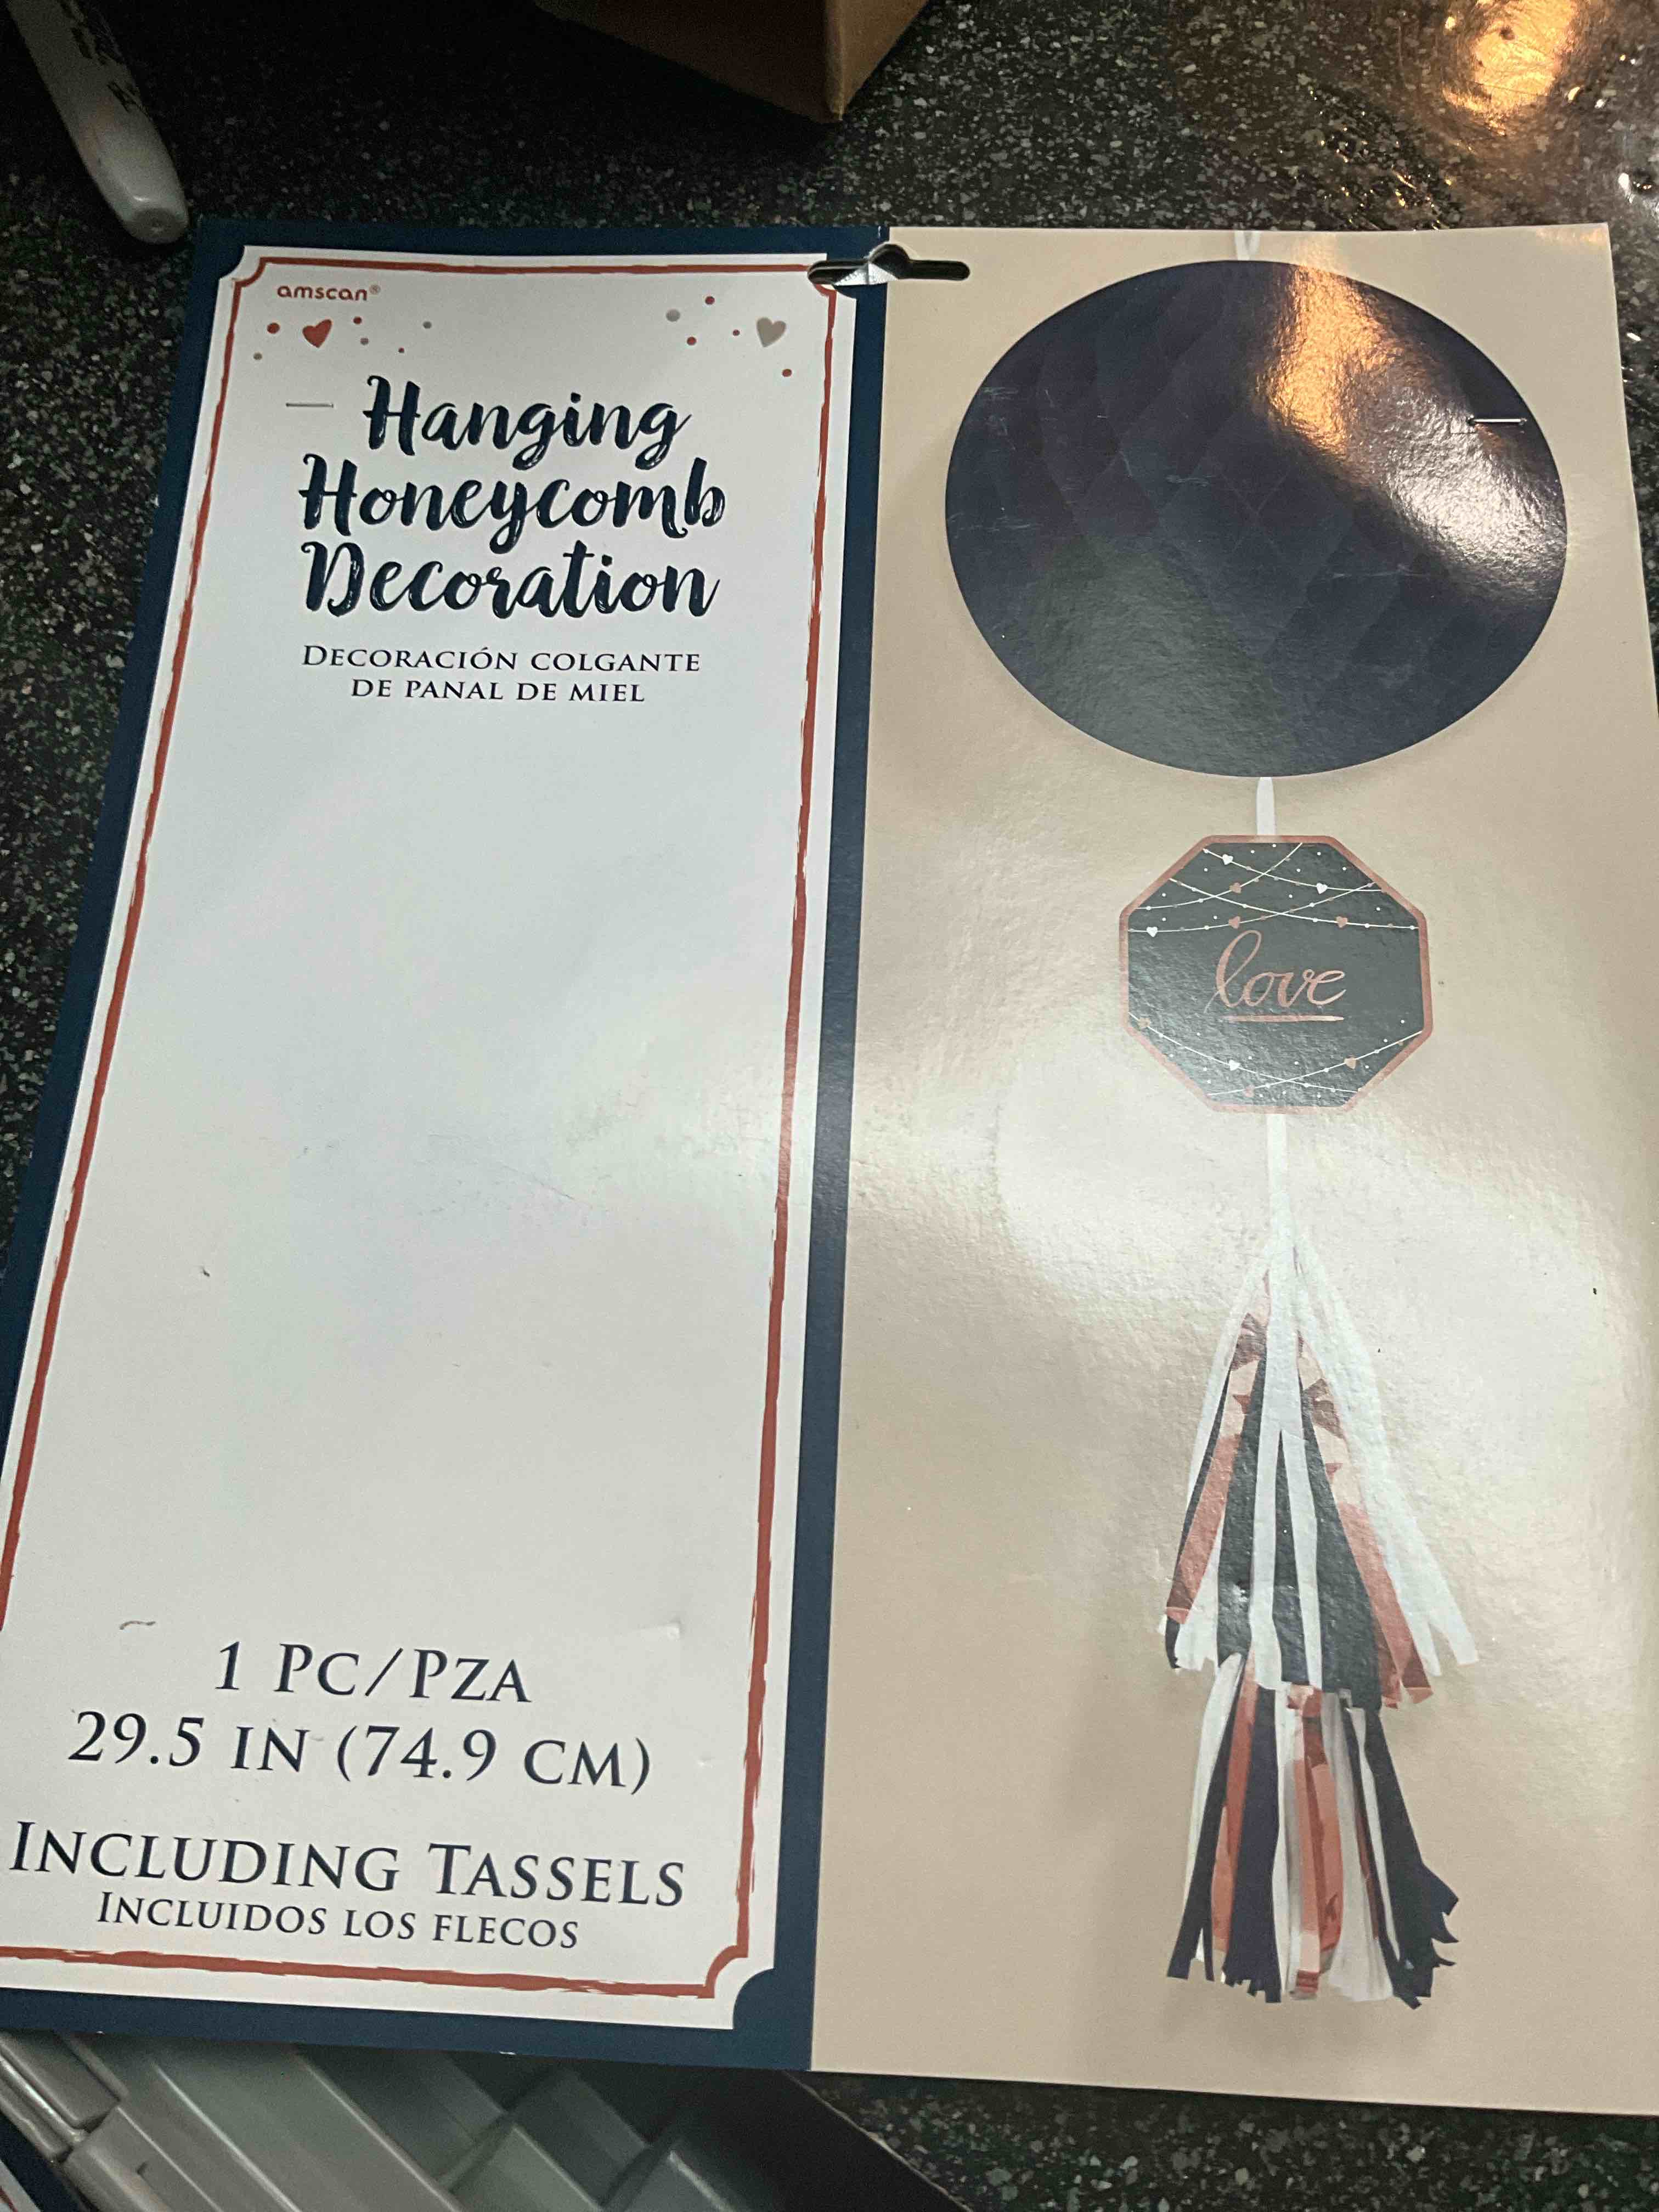 amscan®
Hanging
Honeycomb
Decoration
DECORACIÓN COLGANTE
DE PANAL DE MIEL
love
1 PC/PZA
29.5 IN (74.9 CM)
INCLUDING TASSELS
INCLUIDOS LOS FLECOS